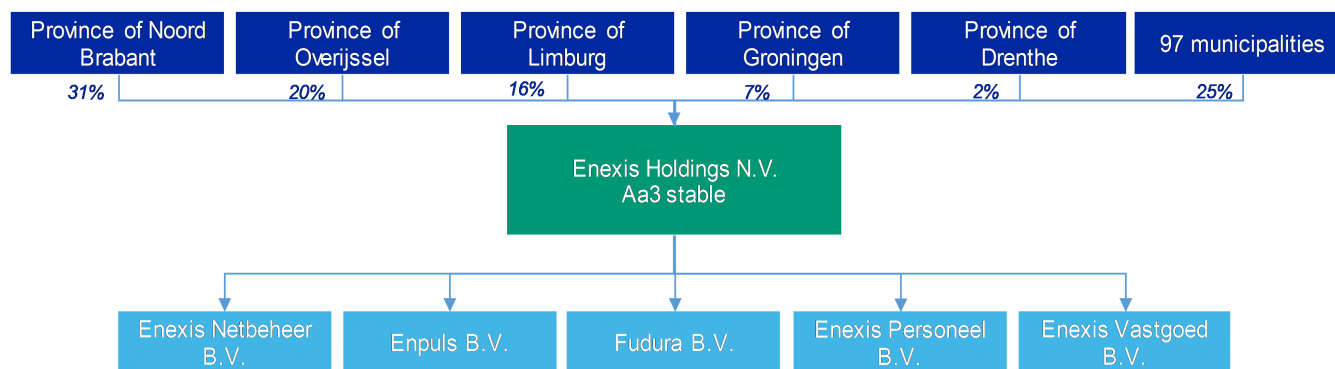 Province of Noord
Brabant
Province of
Overijssel
Province of
Limburg
Province of
Groningen
Province of
Drenthe
97 municipalities
31%
20%
16%
7%
2%
25%
Enexis Holdings N.V.
Aa3 stable
Enexis Netbeheer
B.V.
Enpuls B.V.
Fudura B.V.
Enexis Personeel
B.V.
Enexis Vastgoed
B.V.